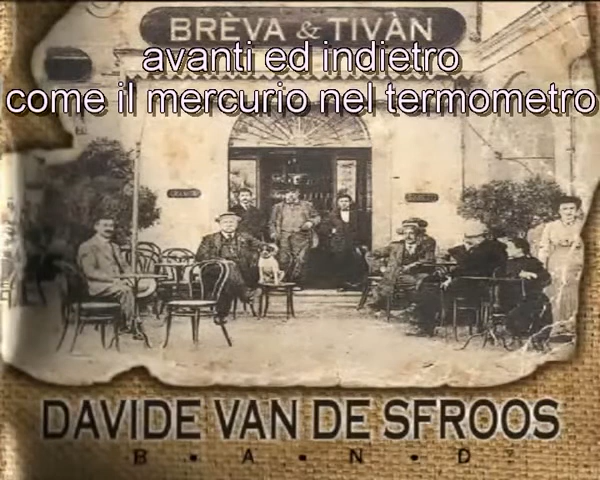 BRÈVA & TIVÀN
avanti ed indietro
come il mercurio nel termometro
DAVIDE VAN DE SFROOS
B • A • N • D